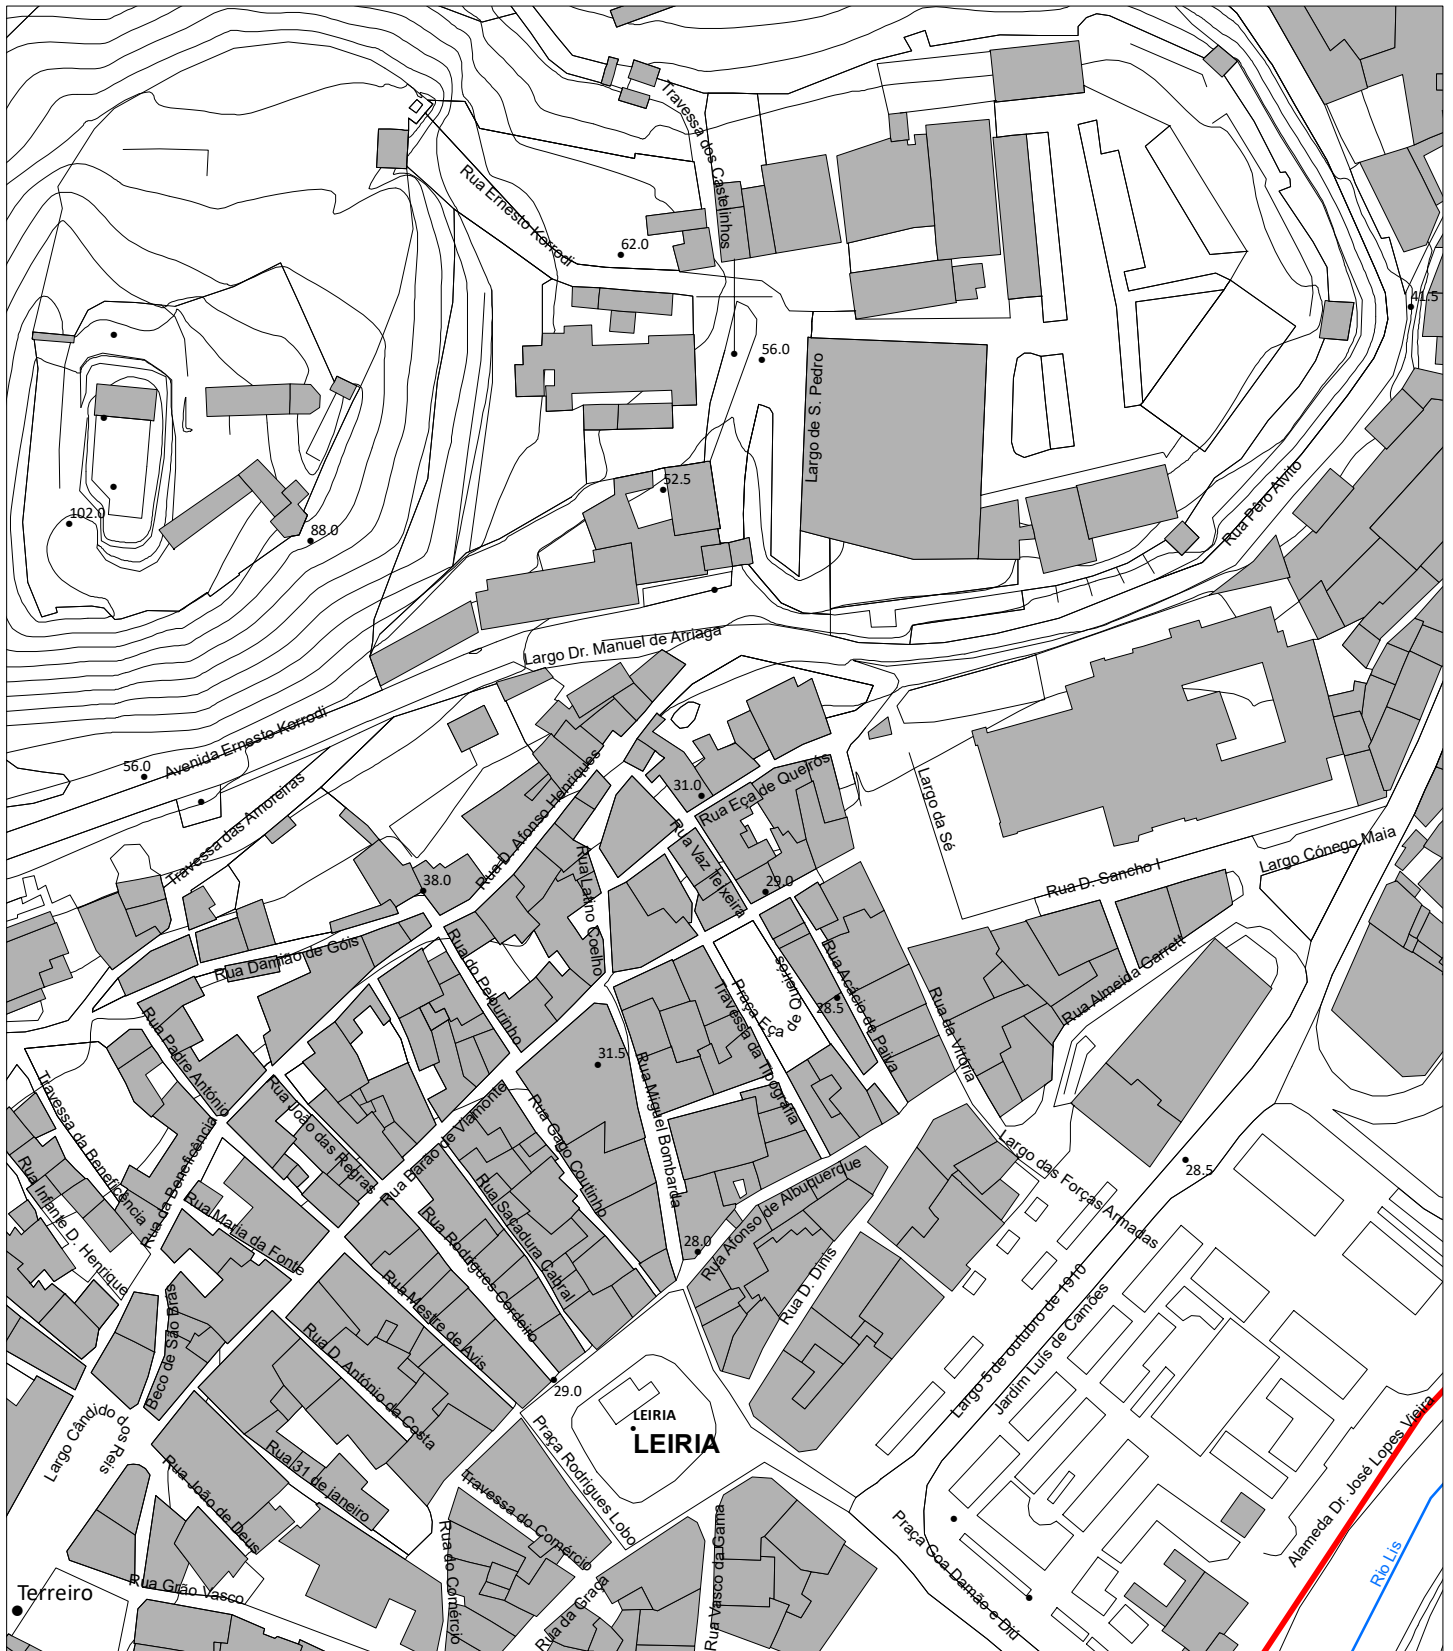 Travessa dos Castelinhos
Rua Ernesto Korrodi
62.0
41.5
56.0
Largo de S. Pedro
52.5
102.0
88.0
Rua Pêro Alvito
Largo Dr. Manuel de Arriaga
Avenida Ernesto Korrodi
56.0
Travessa das Amoreiras
Rua D. Afonso Henriques
31.0
Rua Eça de Queirós
Largo da Sé
Rua Vaz Teixeira
Largo Cónego Maia
Rua D. Sancho I
38.0
29.0
Rua Latino Coelho
Rua Damião de Góis
Rua do Pelourinho
Rua Acácio de Paiva
Rua Almeida Garrett
Rua da Vitória
Praça Eça
de Queirós
28.5
Travessa da Tipografia
Rua Padre António
31.5
Rua Miguel Bombarda
Travessa da Beneficência
Rua João das Regras
Rua Barão de Viamonte
Rua Gago Coutinho
Rua da Beneficência
Rua Infante D. Henrique
Rua Maria da Fonte
Rua Sacadura Cabral
Rua Rodrigues Cordeiro
28.0
Rua Afonso de Albuquerque
Largo das Forças Armadas
28.5
Rua D. Dinis
Rua Mestre de Avis
Beco de São Brás
Rua D. António da Costa
Largo 5 de outubro de 1910
Jardim Luís de Camões
29.0
LEIRIA
LEIRIA
Largo Cândido dos Reis
Praça Rodrigues Lobo
Rua 31 de janeiro
Rua João de Deus
Travessa do Comércio
Alameda Dr. José Lopes Vieira
Praça Goa Damão e Diú
Rio Lis
Terreiro
Rua Grão Vasco
Rua do Comércio
Rua da Graça
Rua Vasco da Gama